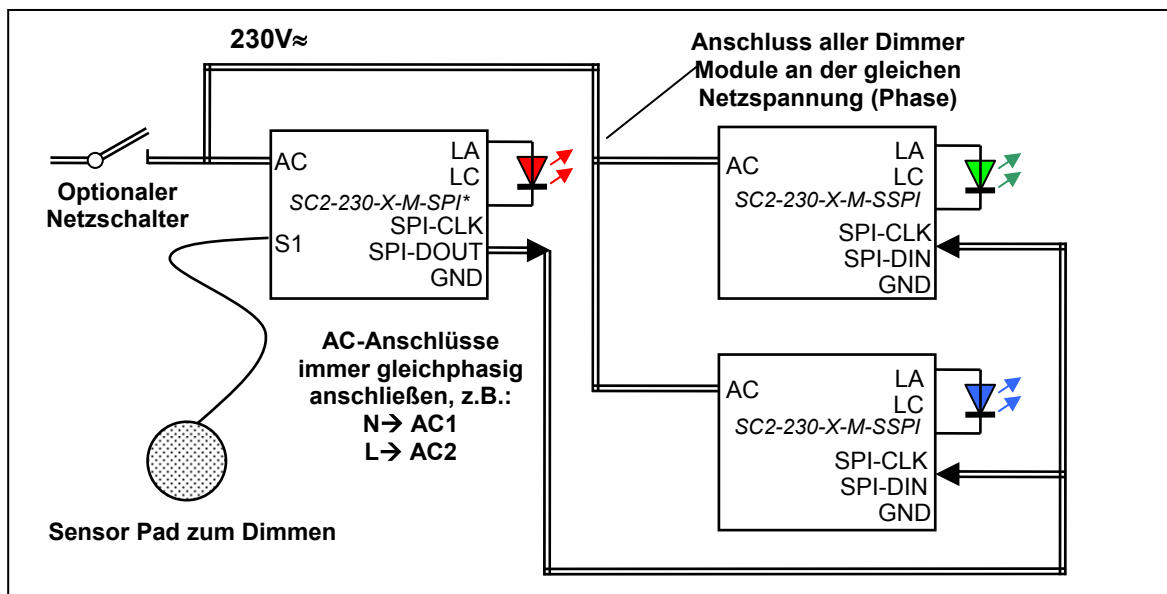 230V≈
Anschluss aller Dimmer
Module an der gleichen
Netzspannung (Phase)
Optionaler
Netzschalter
AC
LA
LC
SC2-230-X-M-SPI*
SPI-CLK
S1
SPI-DOUT
GND
AC
LA
LC
SC2-230-X-M-SSPI
SPI-CLK
SPI-DIN
GND
AC-Anschlüsse
immer gleichphasig
anschließen, z.B.:
N→ AC1
L→ AC2
AC
LA
LC
SC2-230-X-M-SSPI
SPI-CLK
SPI-DIN
GND
Sensor Pad zum Dimmen